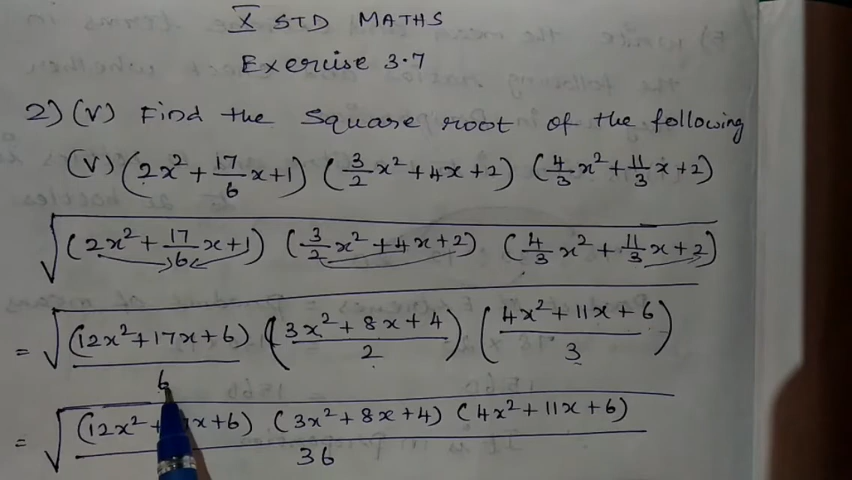 X STD MATHS
Exercise 3.7
2) (V) Find the Square root of the following
(V) (2x² + 17/6 x + 1) (3/2 x² + 4x + 2) (4/3 x² + 11/3 x + 2)
√(2x² + 17/6 x + 1) (3/2 x² + 4x + 2) (4/3 x² + 11/3 x + 2)
= √(12x² + 17x + 6)/6 (3x² + 8x + 4 / 2) (4x² + 11x + 6 / 3)
= √(12x² + 7x + 6) (3x² + 8x + 4) (4x² + 11x + 6) / 36